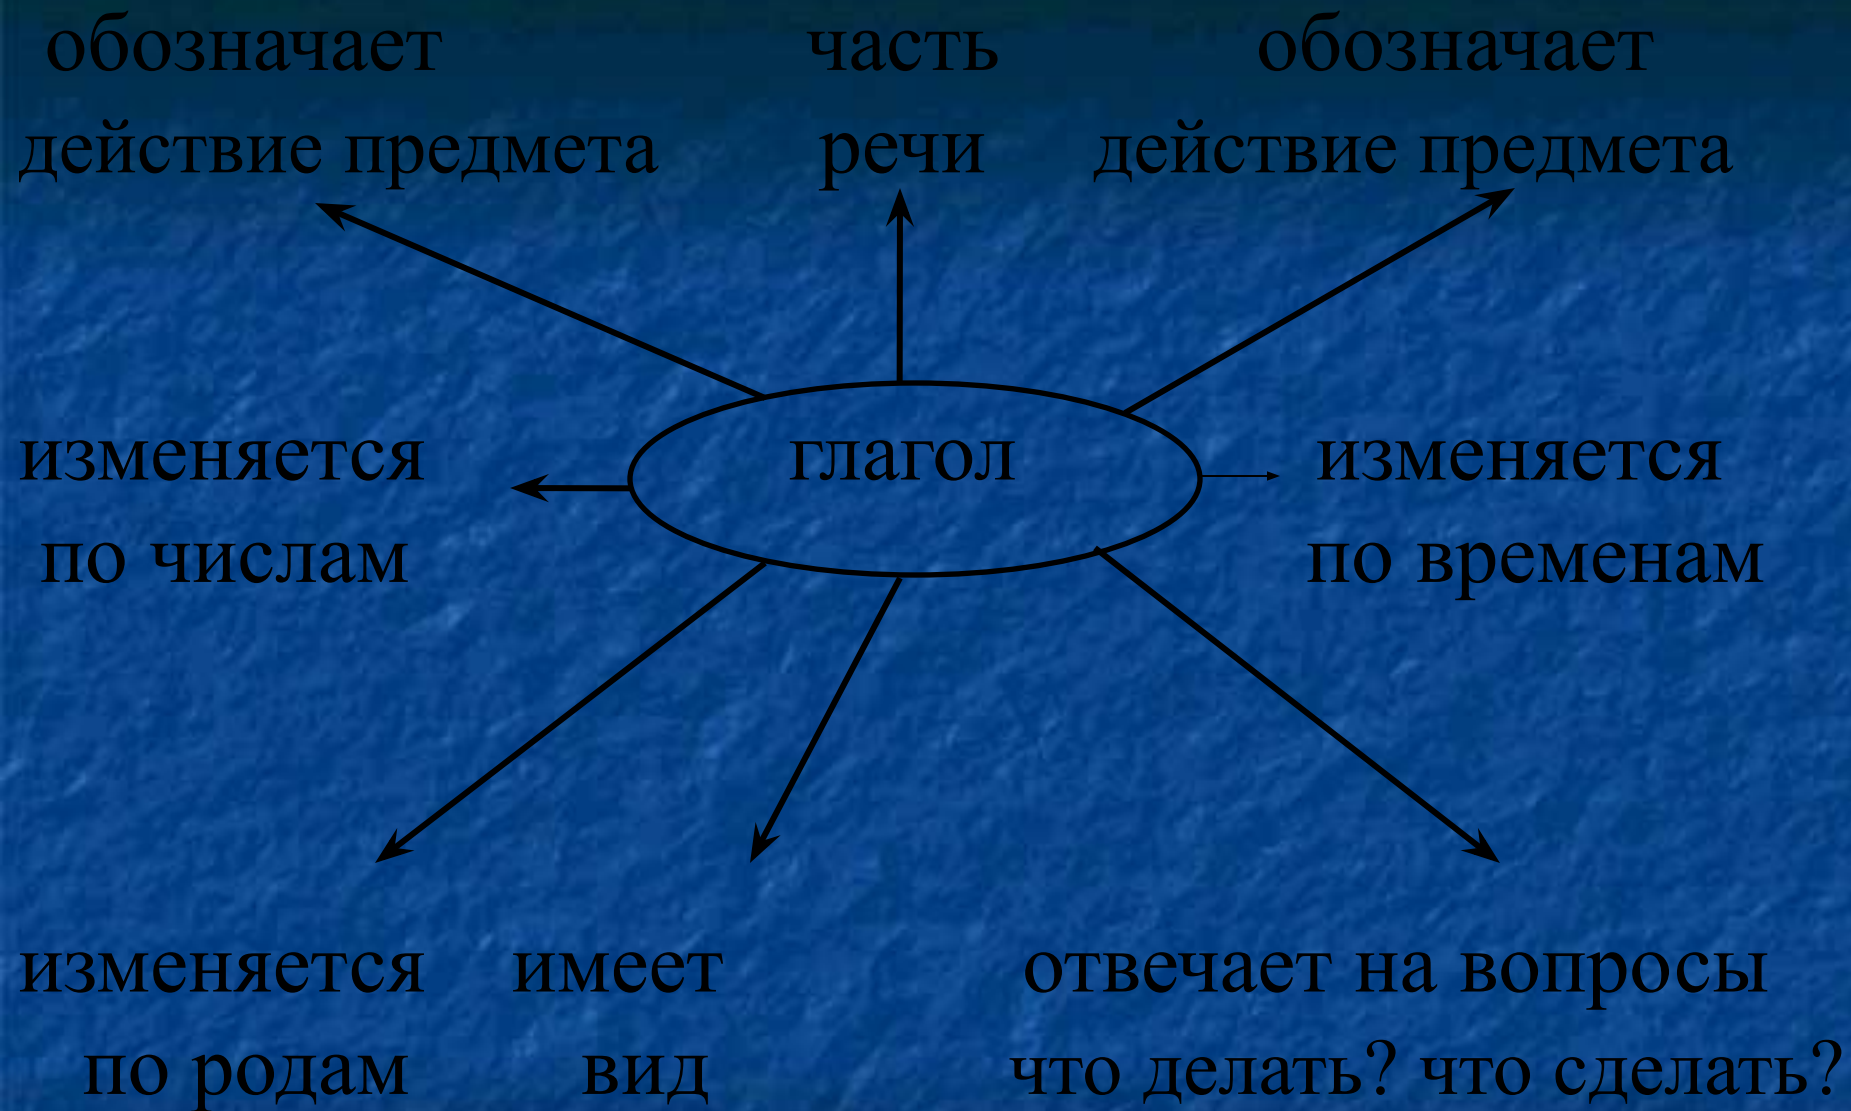 обозначает часть обозначает
действие предмета речи действие предмета
изменяется глагол изменяется
по числам по временам
изменяется имеет отвечает на вопросы
по родам вид что делать? что сделать?